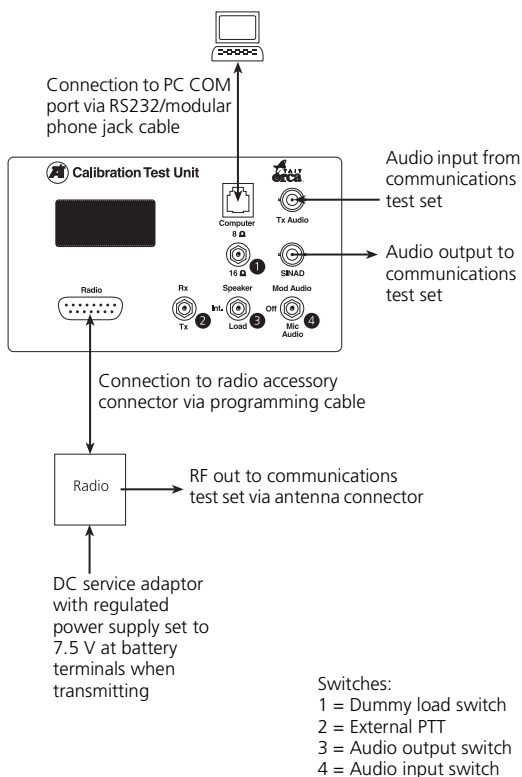 Connection to PC COM
port via RS232/modular
phone jack cable
Calibration Test Unit
TAIT
orca
Computer
8 Ω
16 Ω
1
Tx Audio
SINAD
Audio input from
communications
test set
Audio output to
communications
test set
Radio
Rx
Tx
2
Speaker
Int.
Load
3
Mod Audio
Off
Mic
Audio
4
Connection to radio accessory
connector via programming cable
Radio
RF out to communications
test set via antenna connector
DC service adaptor
with regulated
power supply set to
7.5 V at battery
terminals when
transmitting
Switches:
1 = Dummy load switch
2 = External PTT
3 = Audio output switch
4 = Audio input switch